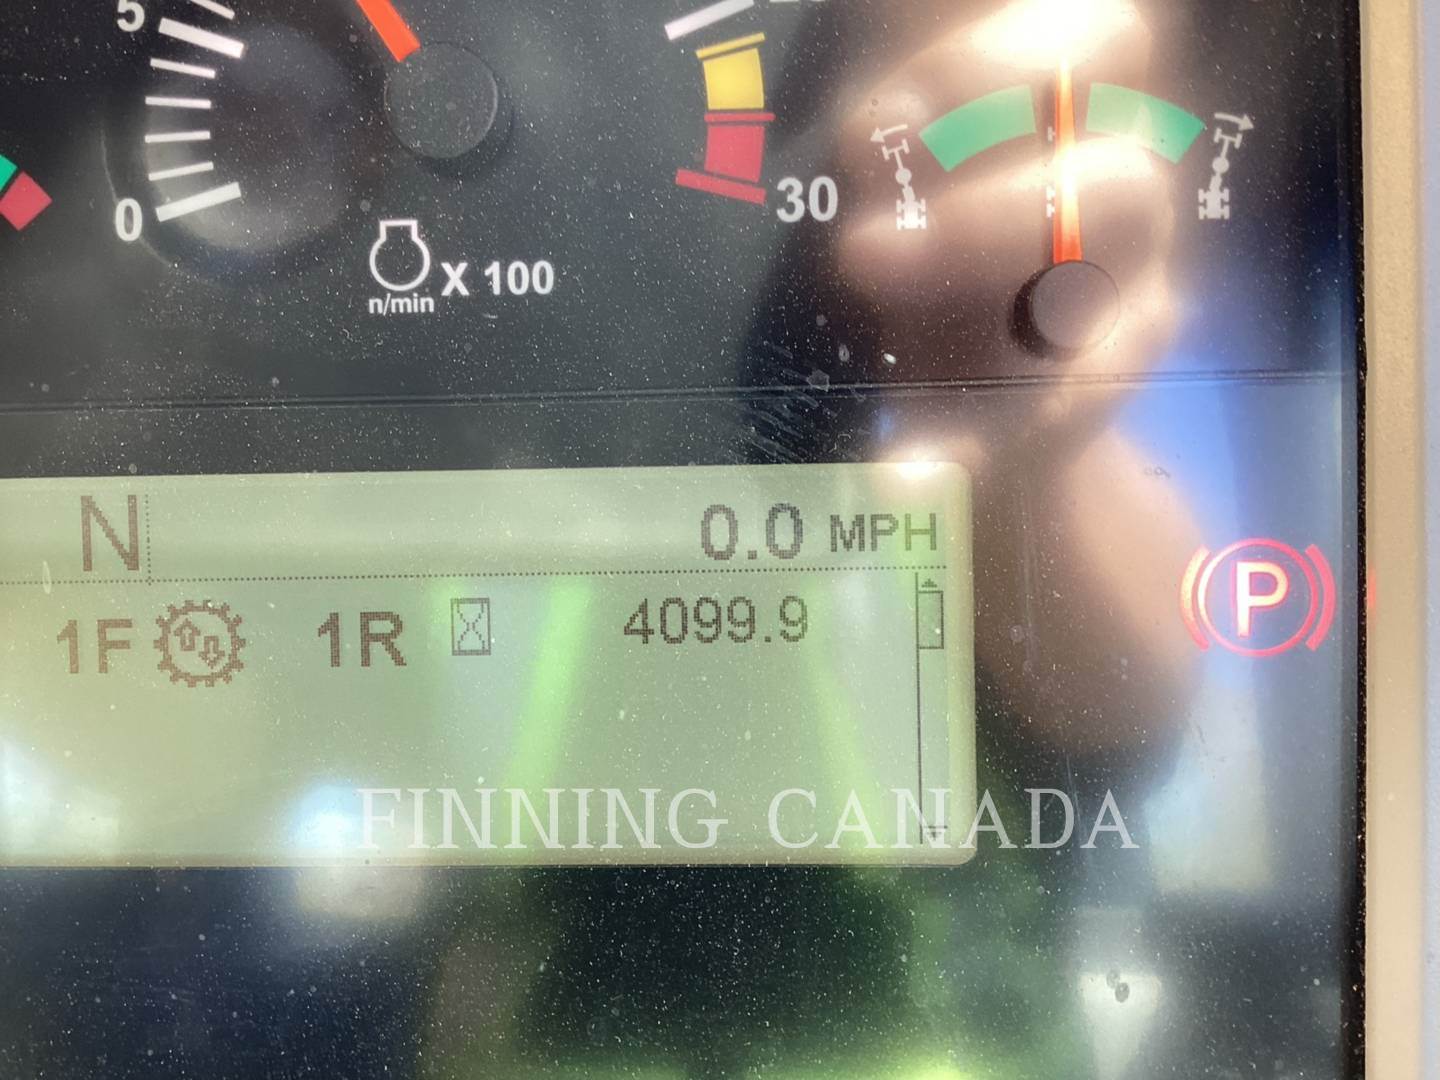 5
0
30
n/min X 100
N 0.0 MPH
1F 1R 4099.9
P
FINNING CANADA